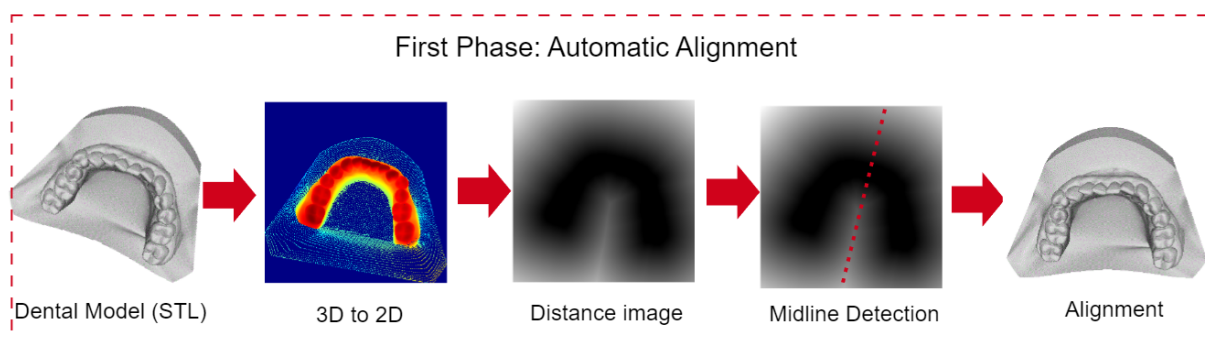 First Phase: Automatic Alignment
Dental Model (STL)
3D to 2D
Distance image
Midline Detection
Alignment